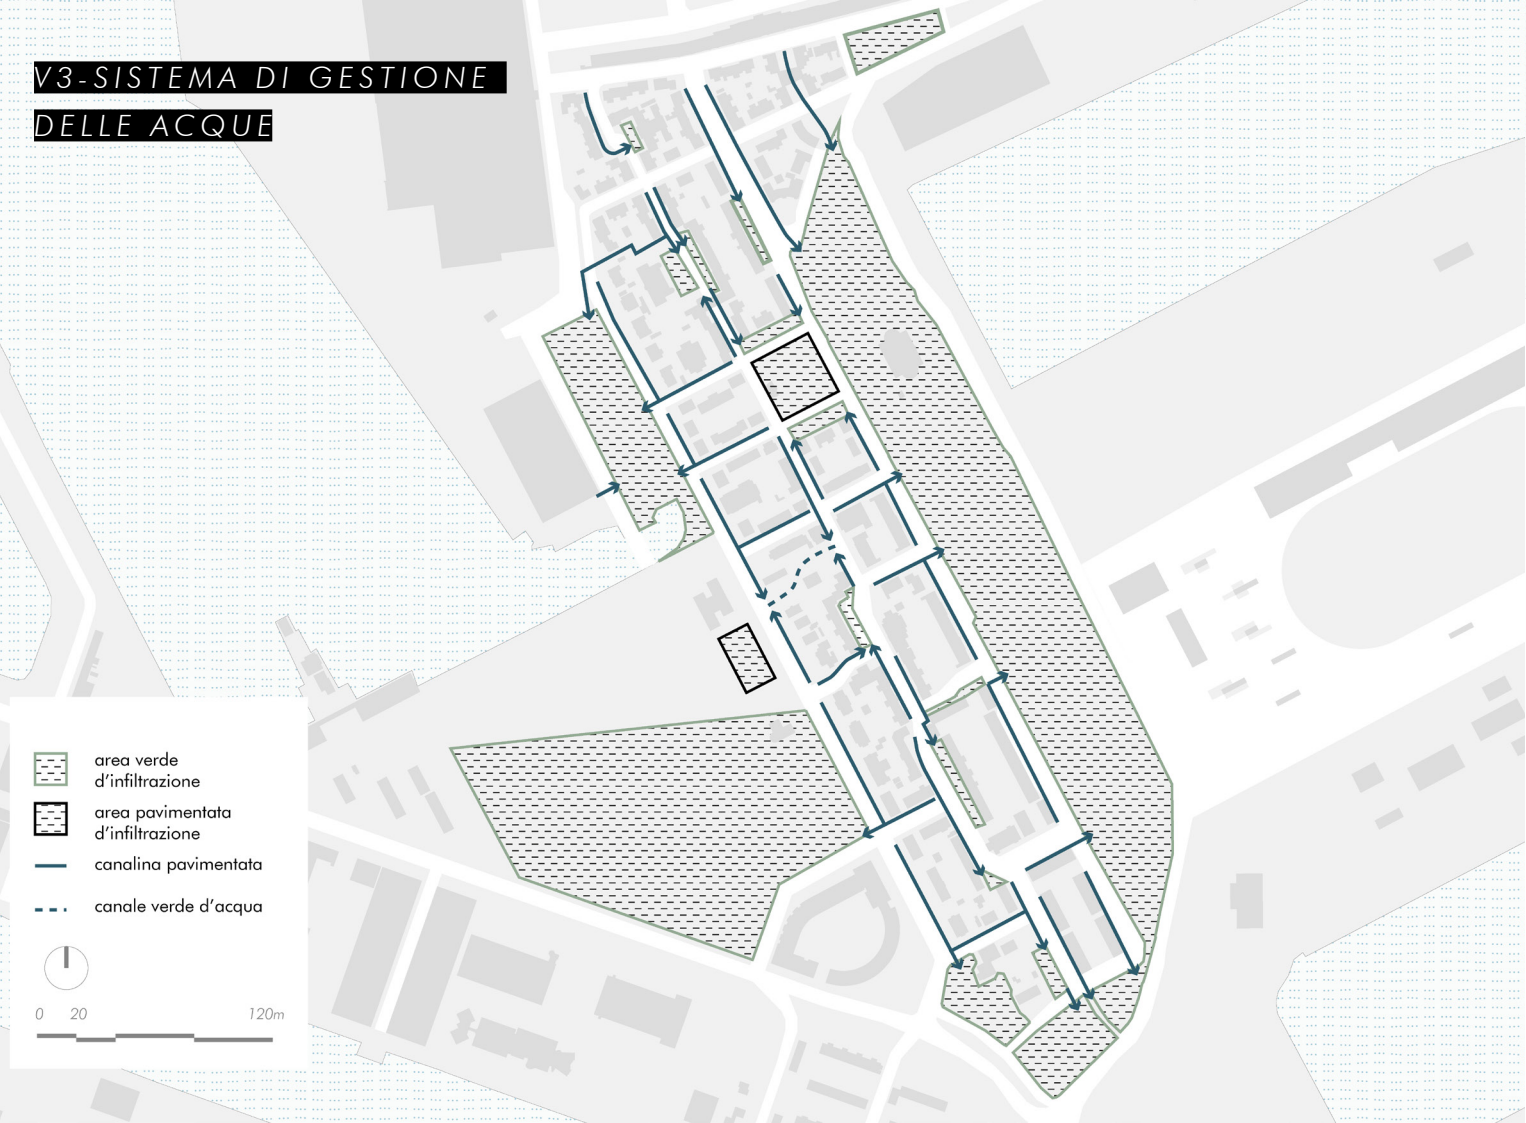 V3-SISTEMA DI GESTIONE
DELLE ACQUE
area verde
d'infiltrazione
area pavimentata
d'infiltrazione
canalina pavimentata
canale verde d'acqua
0 20 120m